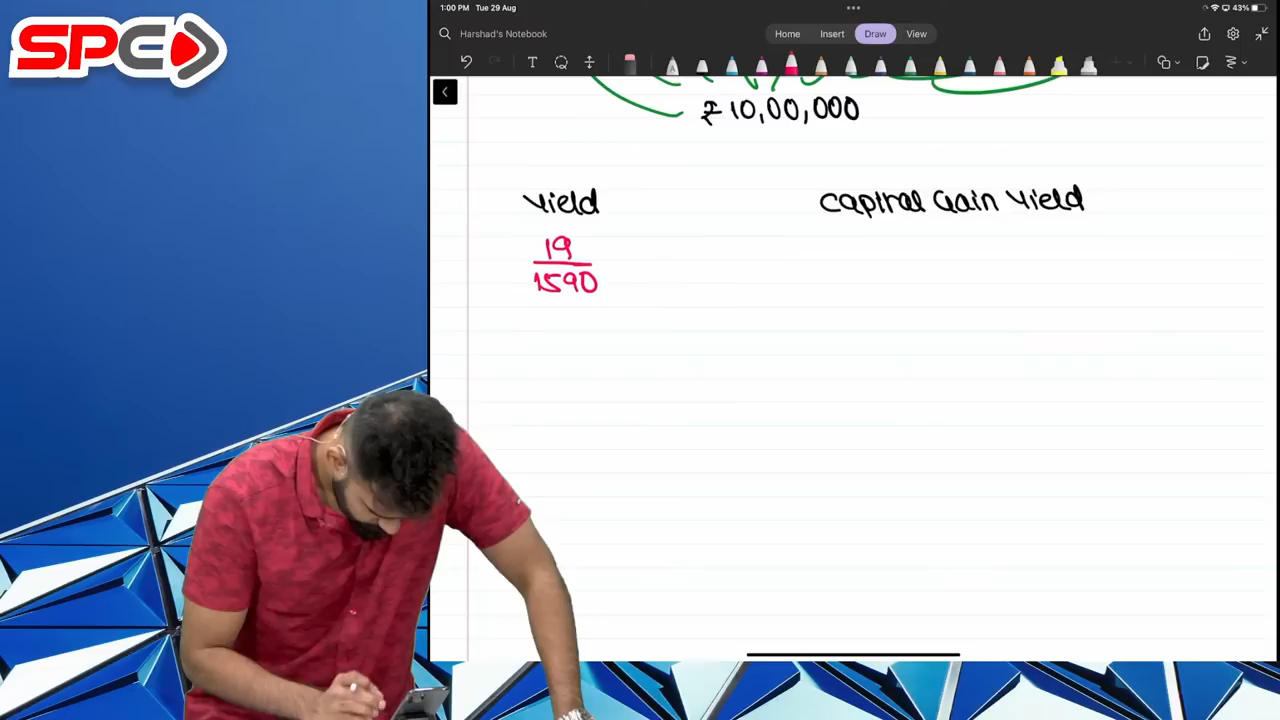 SPE
1:00 PM Tue 29 Aug
43%
Harshad's Notebook
Home Insert Draw View
₹10,00,000
Yield
Capital Gain Yield
19
1590